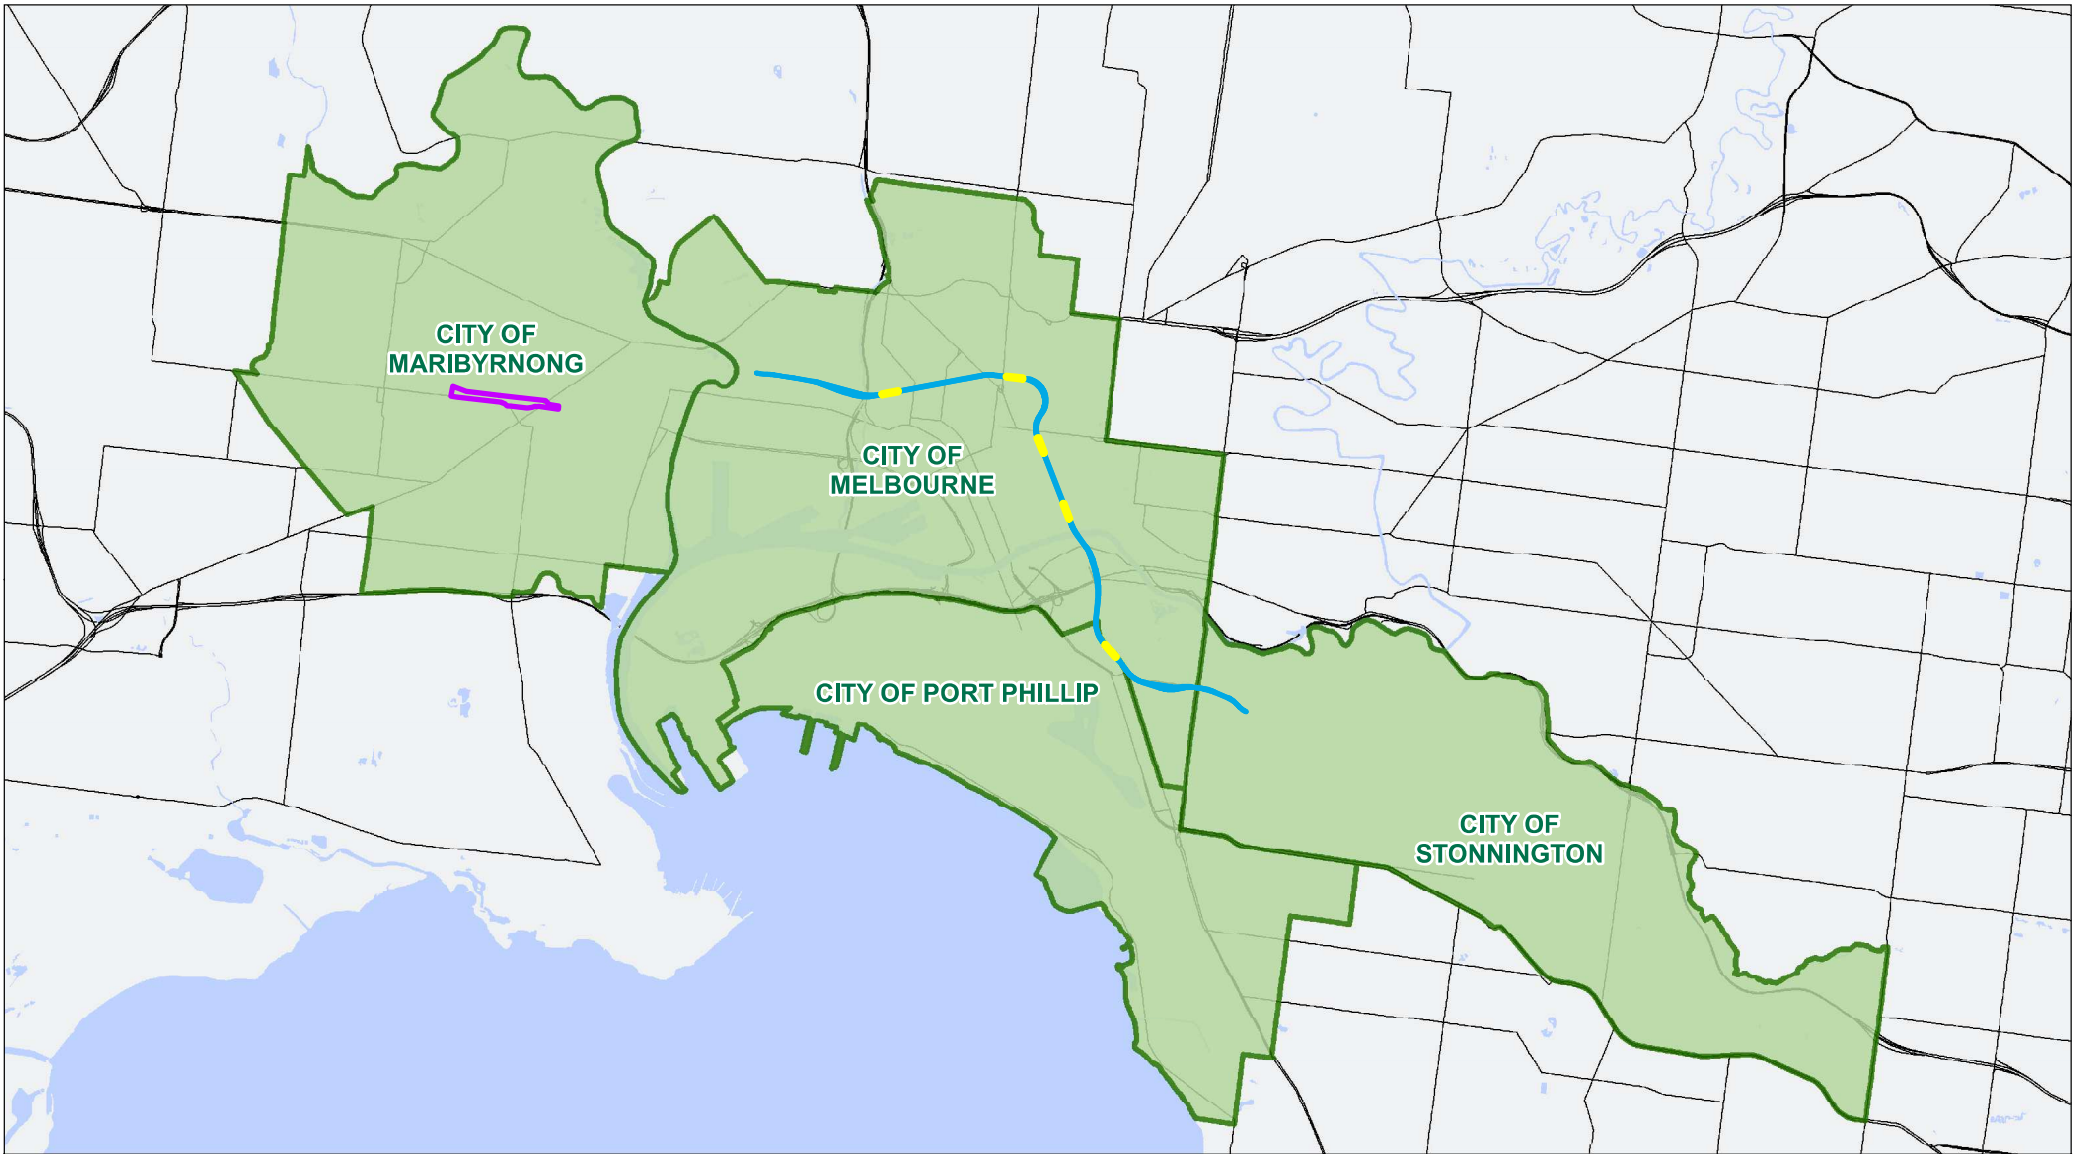 CITY OF
MARIBYRNONG
CITY OF
MELBOURNE
CITY OF PORT PHILLIP
CITY OF
STONNINGTON